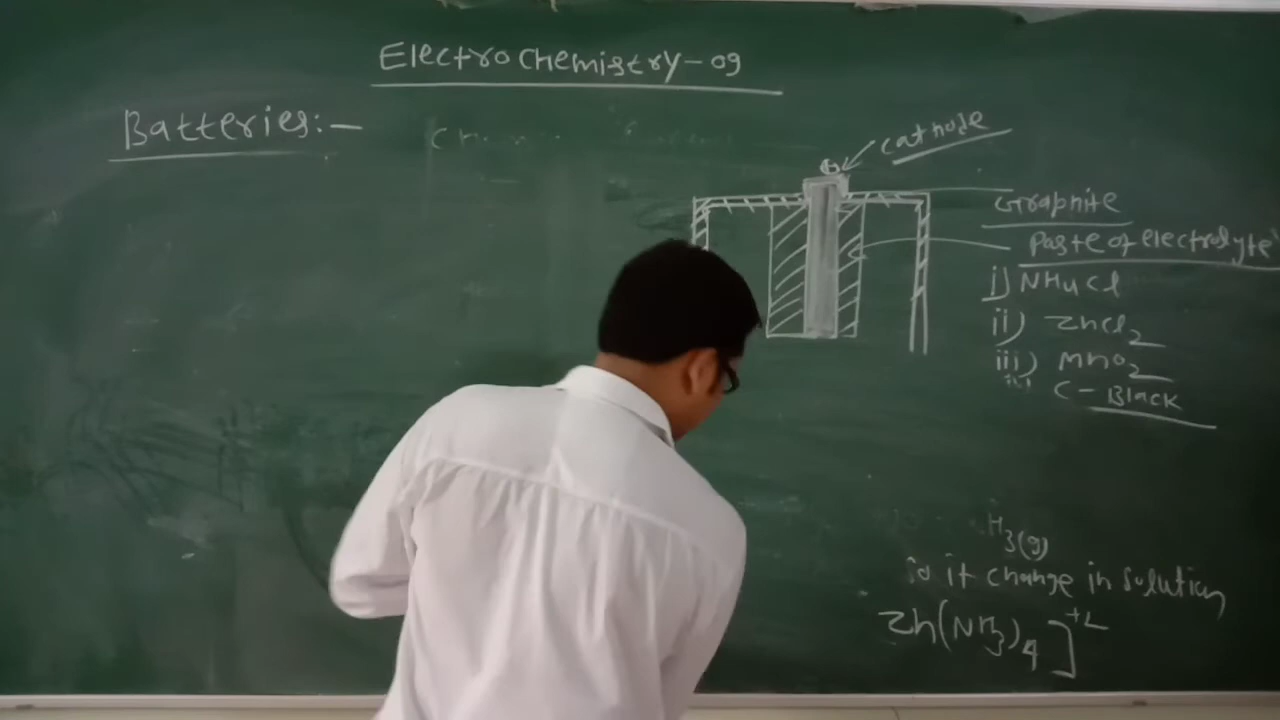 ElectroChemistry-09
Batteries:-
cathode
Graphite
Paste of electrolyte
i) NH4Cl
ii) ZnCl2
iii) MnO2
C-Black
H3(g)
it change in solution
Zn(NH3)4]+2